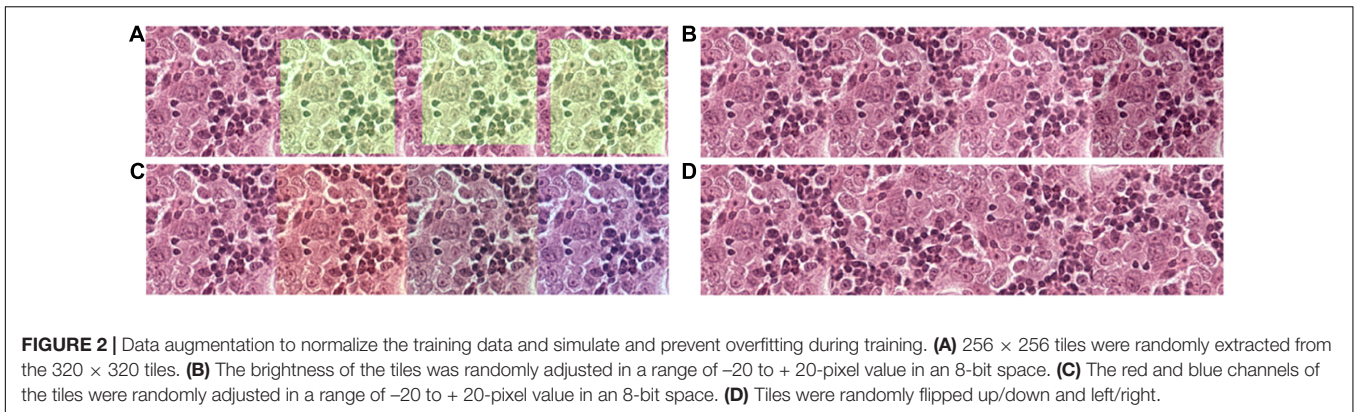 A
B
C
D
FIGURE 2 | Data augmentation to normalize the training data and simulate and prevent overfitting during training. (A) 256 × 256 tiles were randomly extracted from
the 320 × 320 tiles. (B) The brightness of the tiles was randomly adjusted in a range of –20 to + 20-pixel value in an 8-bit space. (C) The red and blue channels of
the tiles were randomly adjusted in a range of –20 to + 20-pixel value in an 8-bit space. (D) Tiles were randomly flipped up/down and left/right.